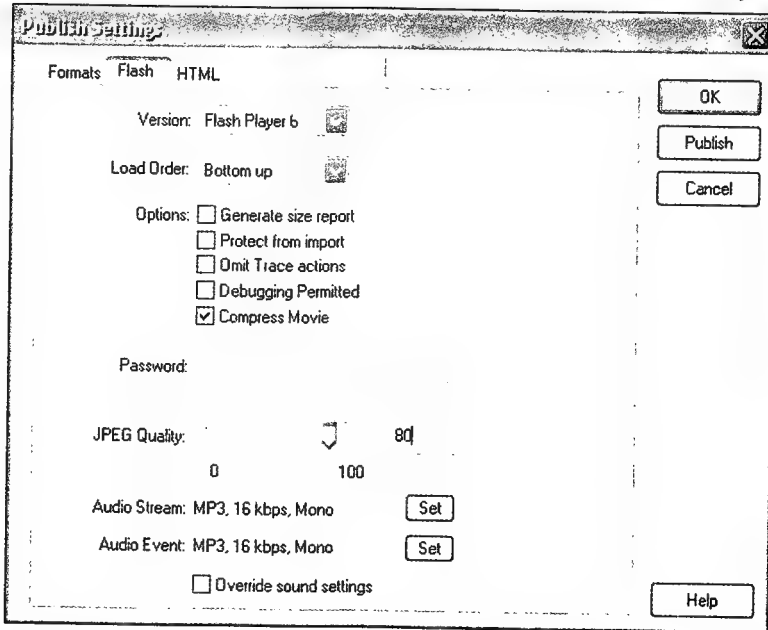 Publish Settings
Formats Flash HTML
OK
Version: Flash Player 6
Publish
Load Order: Bottom up
Cancel
Options: Generate size report
Protect from import
Omit Trace actions
Debugging Permitted
Compress Movie
Password:
JPEG Quality: 80
0 100
Audio Stream: MP3, 16 kbps, Mono Set
Audio Event: MP3, 16 kbps, Mono Set
Override sound settings
Help